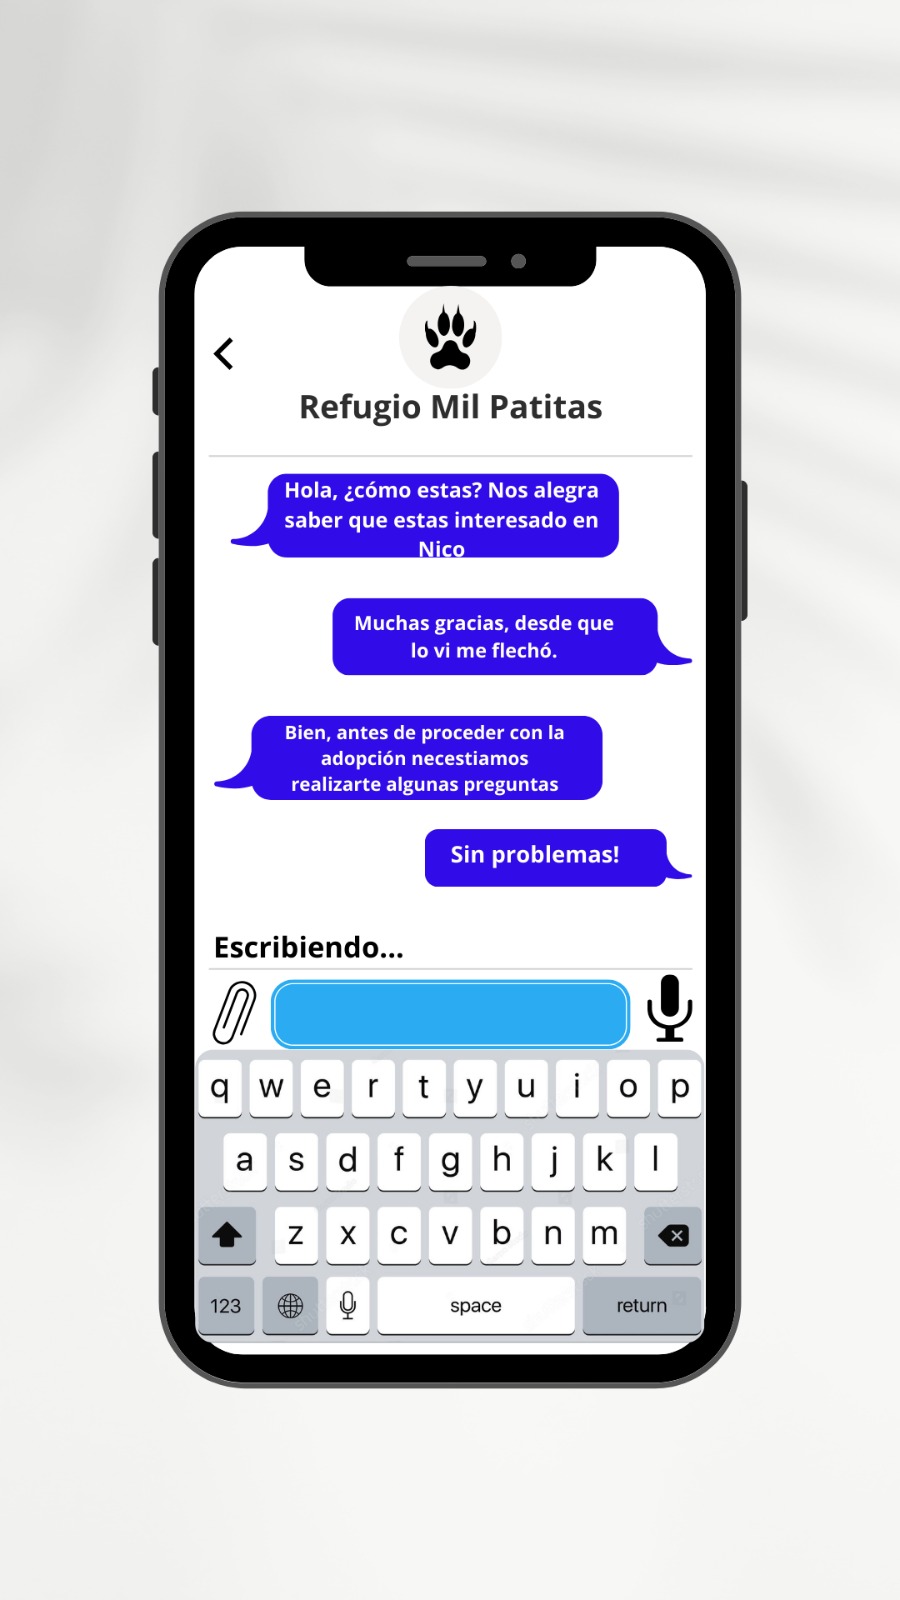 Refugio Mil Patitas
Hola, ¿cómo estas? Nos alegra
saber que estas interesado en
Nico
Muchas gracias, desde que
lo vi me flechó.
Bien, antes de proceder con la
adopción necestiamos
realizarte algunas preguntas
Sin problemas!
Escribiendo...
q w e r t y u i o p
a s d f g h j k l
z x c v b n m
123 space return